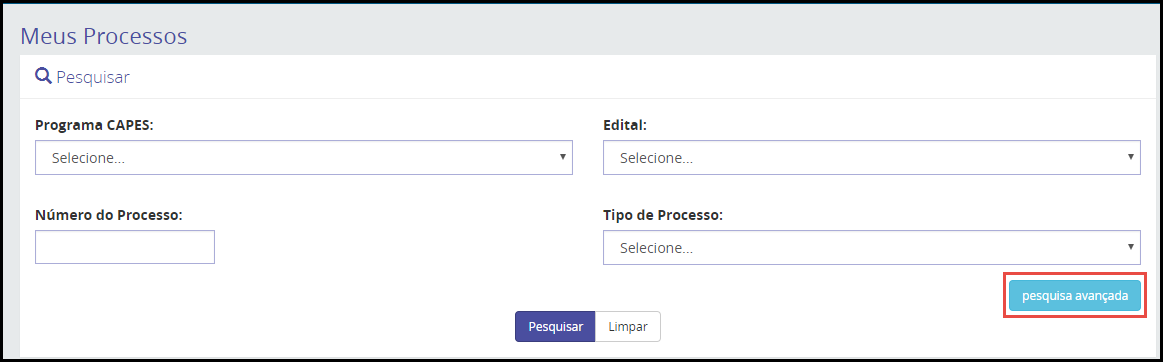 Meus Processos
Pesquisar
Programa CAPES:
Edital:
Selecione...
Selecione...
Número do Processo:
Tipo de Processo:
Selecione...
pesquisa avançada
Pesquisar
Limpar